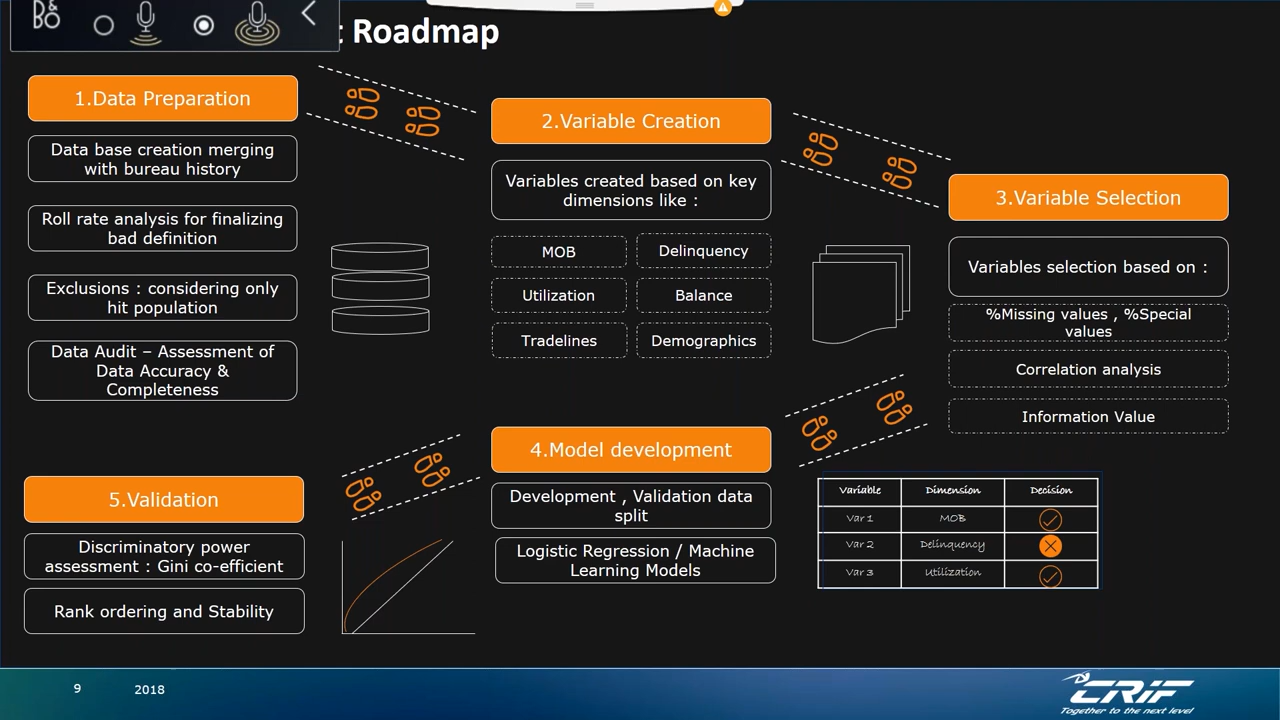 B&O
Roadmap
1.Data Preparation
Data base creation merging
with bureau history
Roll rate analysis for finalizing
bad definition
Exclusions : considering only
hit population
Data Audit – Assessment of
Data Accuracy &
Completeness
2.Variable Creation
Variables created based on key
dimensions like :
MOB
Delinquency
Utilization
Balance
Tradelines
Demographics
3.Variable Selection
Variables selection based on :
%Missing values , %Special
values
Correlation analysis
Information Value
4.Model development
Development , Validation data
split
Logistic Regression / Machine
Learning Models
Variable Dimension Decision
Var 1 MOB
Var 2 Delinquency
Var 3 Utilization
5.Validation
Discriminatory power
assessment : Gini co-efficient
Rank ordering and Stability
9 2018
CRIF
Together to the next level